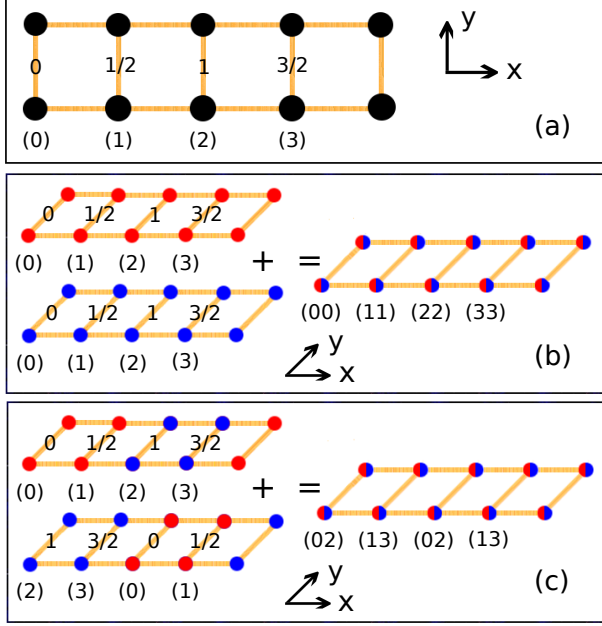 y
0 1/2 1 3/2
x
(0) (1) (2) (3)
(a)
0 1/2 1 3/2
(0) (1) (2) (3)
+ =
0 1/2 1 3/2
(00) (11) (22) (33)
(0) (1) (2) (3)
y
x
(b)
0 1/2 1 3/2
(0) (1) (2) (3)
+ =
1 3/2 0 1/2
(02) (13) (02) (13)
(2) (3) (0) (1)
y
x
(c)